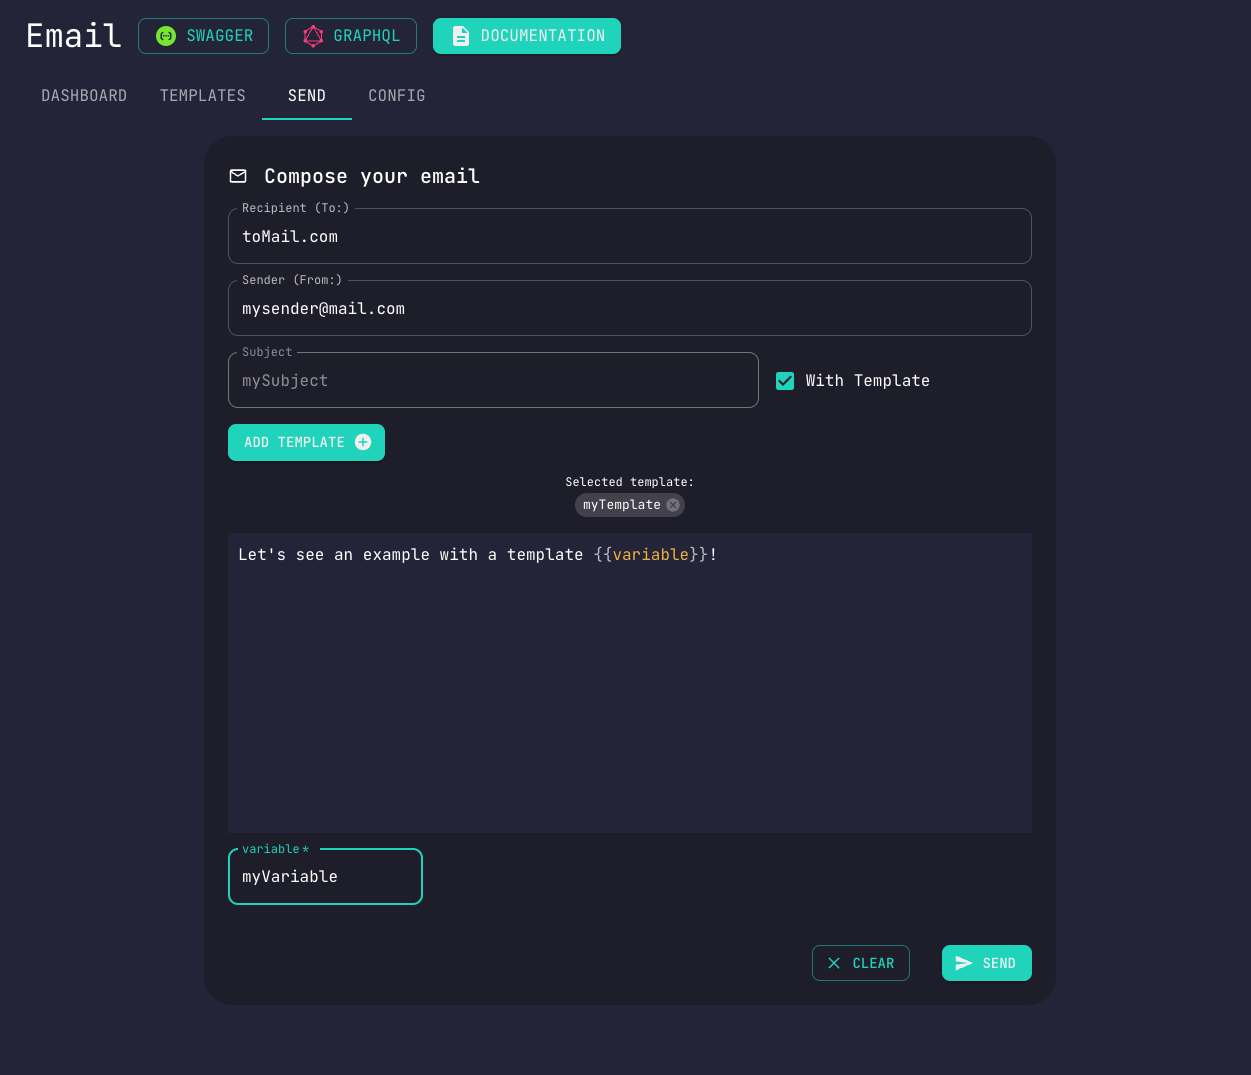 Email SWAGGER GRAPHQL DOCUMENTATION
DASHBOARD TEMPLATES SEND CONFIG
Compose your email
Recipient (To:)
toMail.com
Sender (From:)
mysender@mail.com
Subject
mySubject
With Template
ADD TEMPLATE
Selected template:
myTemplate
Let's see an example with a template {{variable}}!
variable*
myVariable
CLEAR SEND